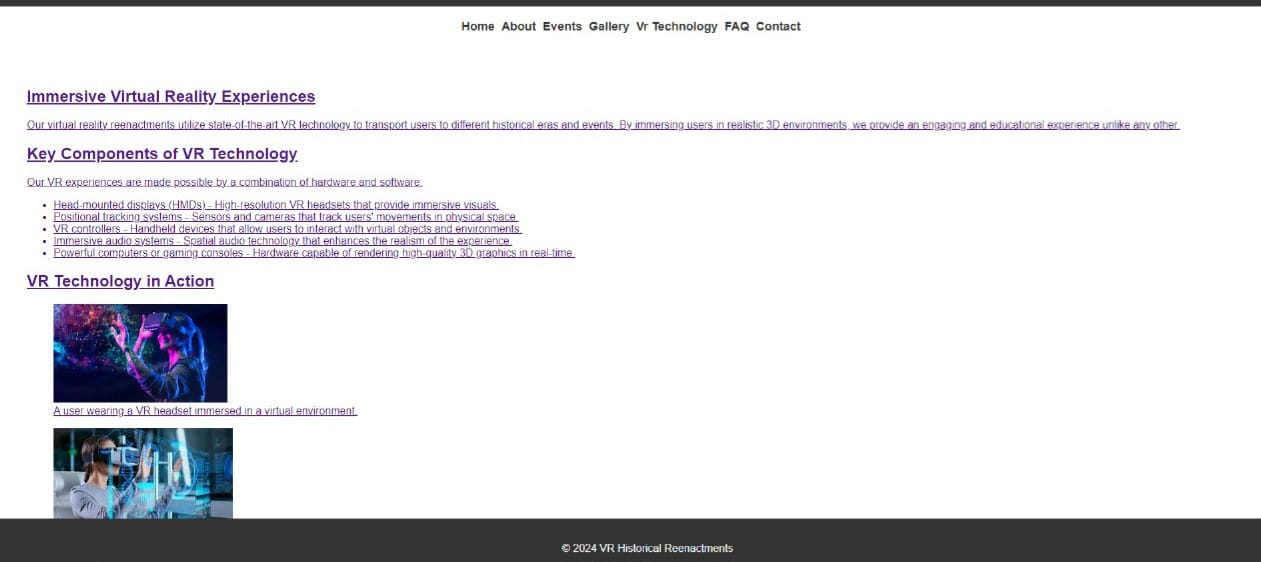 Home About Events Gallery Vr Technology FAQ Contact
Immersive Virtual Reality Experiences
Our virtual reality reenactments utilize state-of-the-art VR technology to transport users to different historical eras and events. By immersing users in realistic 3D environments, we provide an engaging and educational experience unlike any other.
Key Components of VR Technology
Our VR experiences are made possible by a combination of hardware and software:
• Head-mounted displays (HMDs) - High-resolution VR headsets that provide immersive visuals.
• Positional tracking systems - Sensors and cameras that track users' movements in physical space.
• VR controllers - Handheld devices that allow users to interact with virtual objects and environments.
• Immersive audio systems - Spatial audio technology that enhances the realism of the experience.
• Powerful computers or gaming consoles - Hardware capable of rendering high-quality 3D graphics in real-time.
VR Technology in Action
A user wearing a VR headset immersed in a virtual environment.
© 2024 VR Historical Reenactments